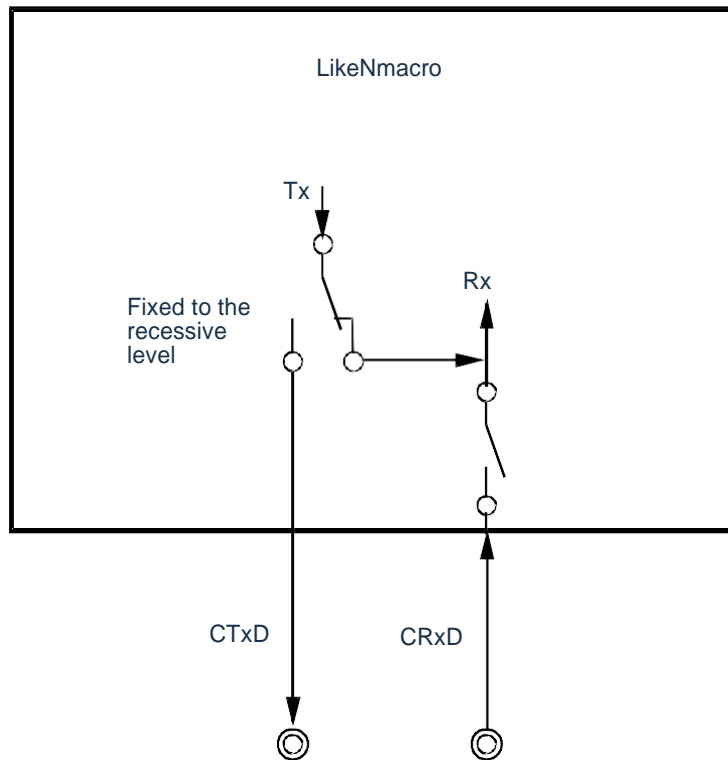 LikeNmacro
Tx
Rx
Fixed to the
recessive
level
CTxD
CRxD